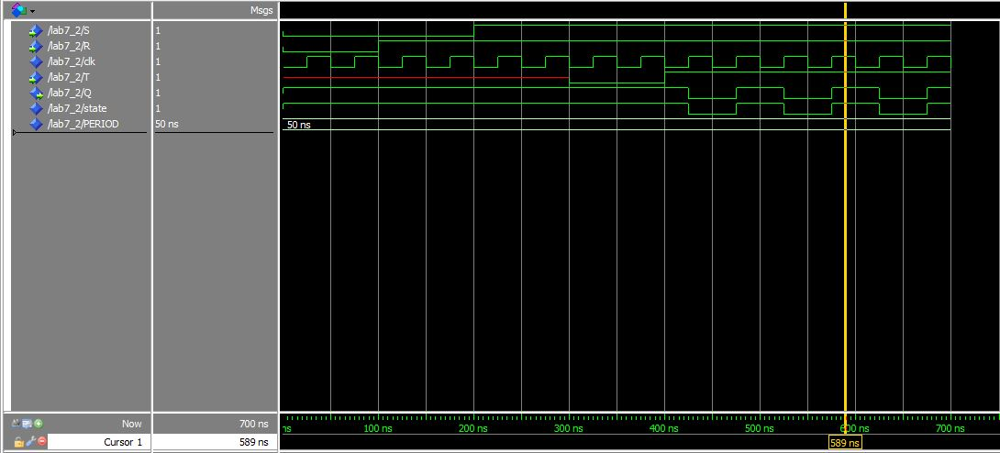 Msgs
/lab7_2/S 1
/lab7_2/R 1
/lab7_2/clk 1
/lab7_2/T 1
/lab7_2/Q 1
/lab7_2/state 1
/lab7_2/PERIOD 50 ns 50 ns
Now 700 ns ns 100 ns 200 ns 300 ns 400 ns 500 ns 600 ns 700 ns
Cursor 1 589 ns 589 ns